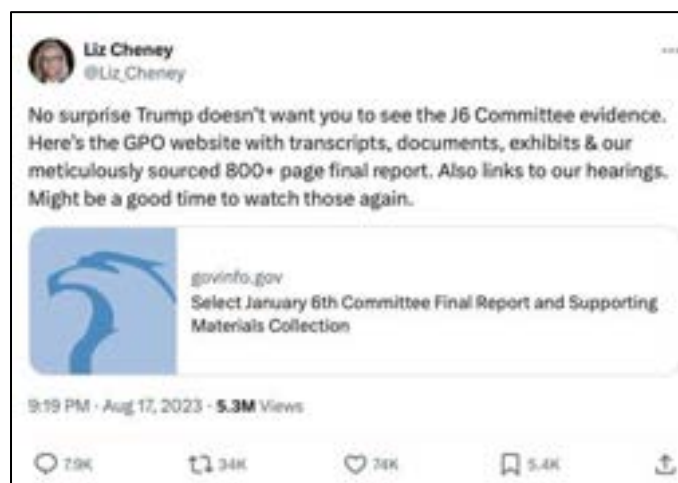 Liz Cheney
@Liz_Cheney
No surprise Trump doesn't want you to see the J6 Committee evidence.
Here's the GPO website with transcripts, documents, exhibits & our
meticulously sourced 800+ page final report. Also links to our hearings.
Might be a good time to watch those again.
govinfo.gov
Select January 6th Committee Final Report and Supporting
Materials Collection
9:19 PM · Aug 17, 2023 · 5.3M Views
7.9K 34K 74K 5.4K